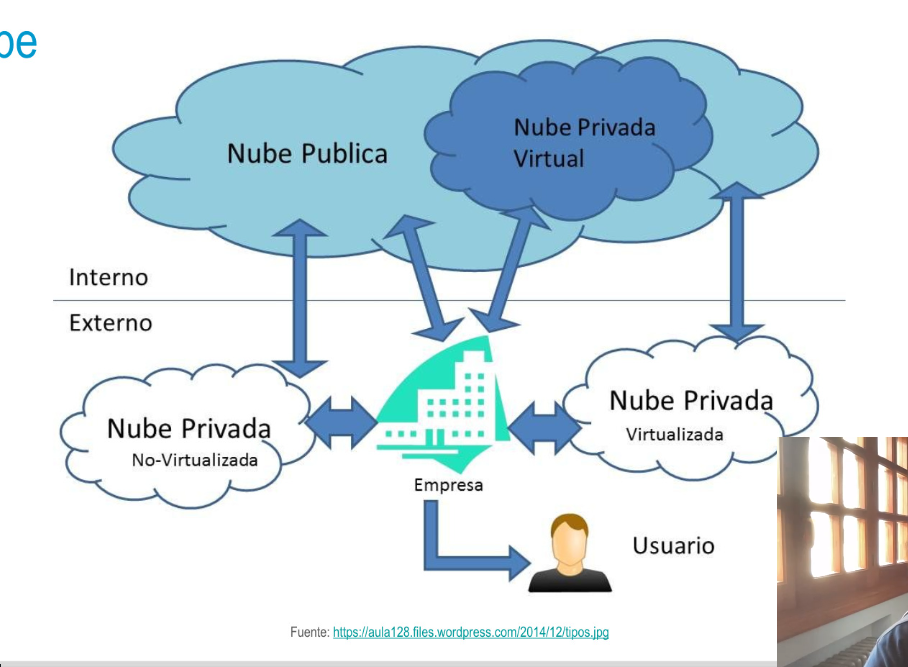 Nube Publica
Nube Privada
Virtual
Interno
Externo
Nube Privada
No-Virtualizada
Nube Privada
Virtualizada
Empresa
Usuario
Fuente: https://aula128.files.wordpress.com/2014/12/tipos.jpg